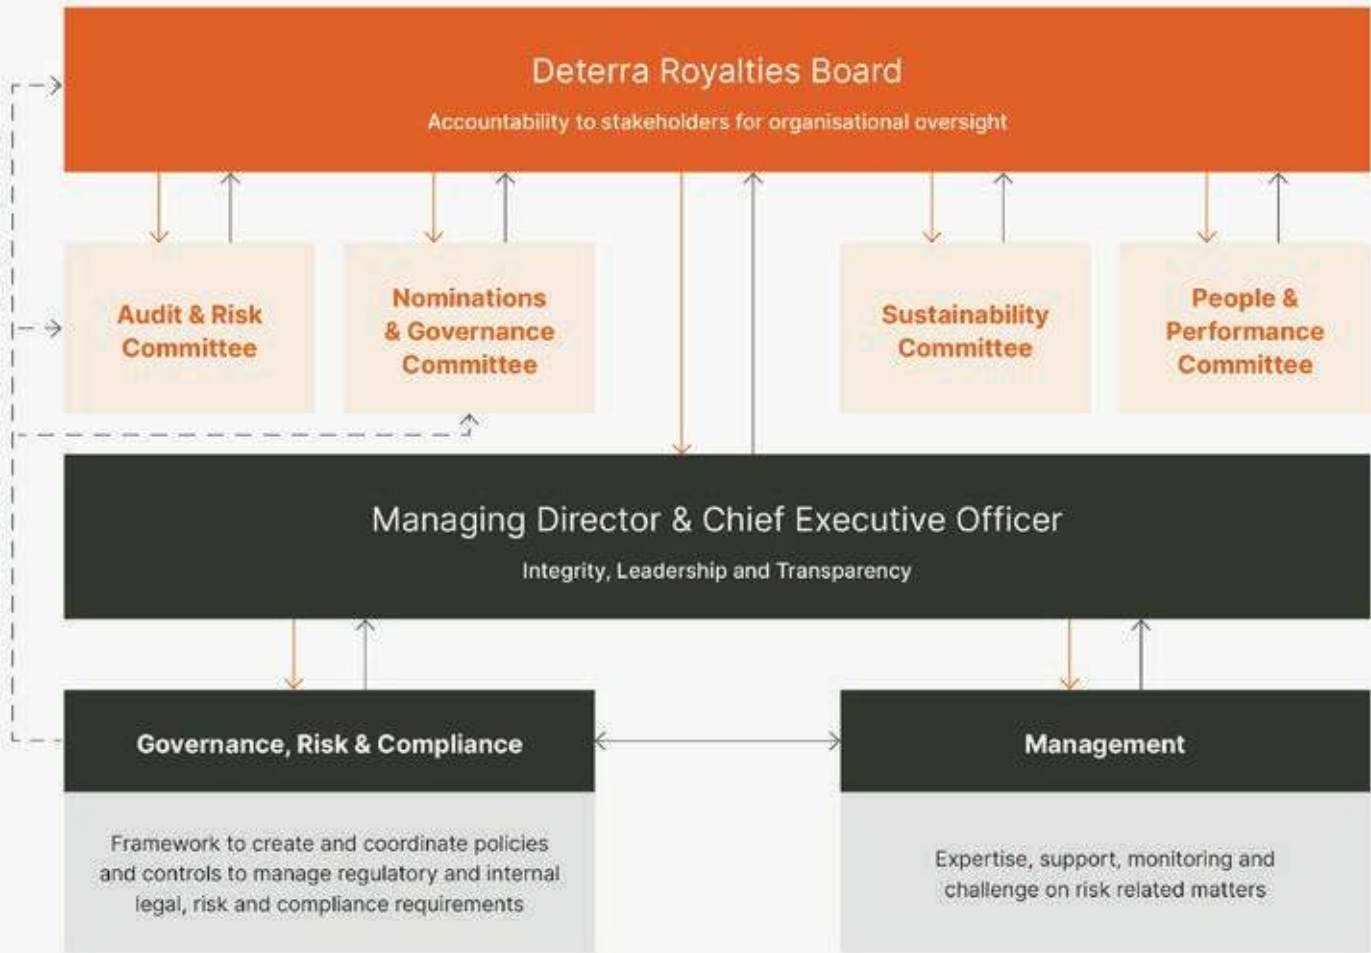 Deterra Royalties Board
Accountability to stakeholders for organisational oversight
Audit & Risk
Committee
Nominations
& Governance
Committee
Sustainability
Committee
People &
Performance
Committee
Managing Director & Chief Executive Officer
Integrity, Leadership and Transparency
Governance, Risk & Compliance
Framework to create and coordinate policies
and controls to manage regulatory and internal
legal, risk and compliance requirements
Management
Expertise, support, monitoring and
challenge on risk related matters